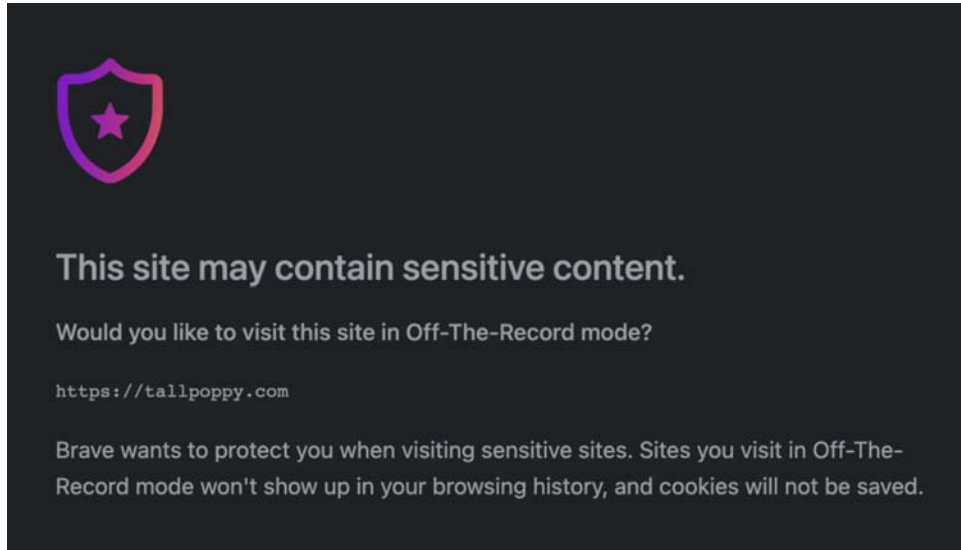 This site may contain sensitive content.
Would you like to visit this site in Off-The-Record mode?
https://tallpoppy.com
Brave wants to protect you when visiting sensitive sites. Sites you visit in Off-The-
Record mode won't show up in your browsing history, and cookies will not be saved.